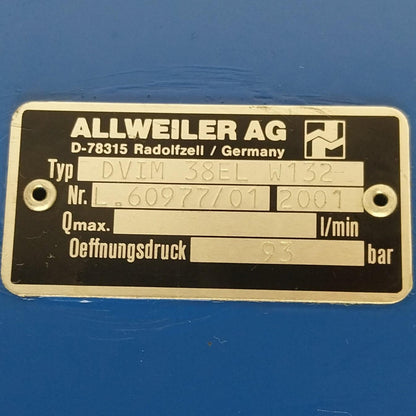 ALLWEILER AG
D-78315 Radolfzell / Germany
Typ DVIM 38EL W132
Nr. L.60977/01 2001
Qmax. l/min
Oeffnungsdruck 93 bar